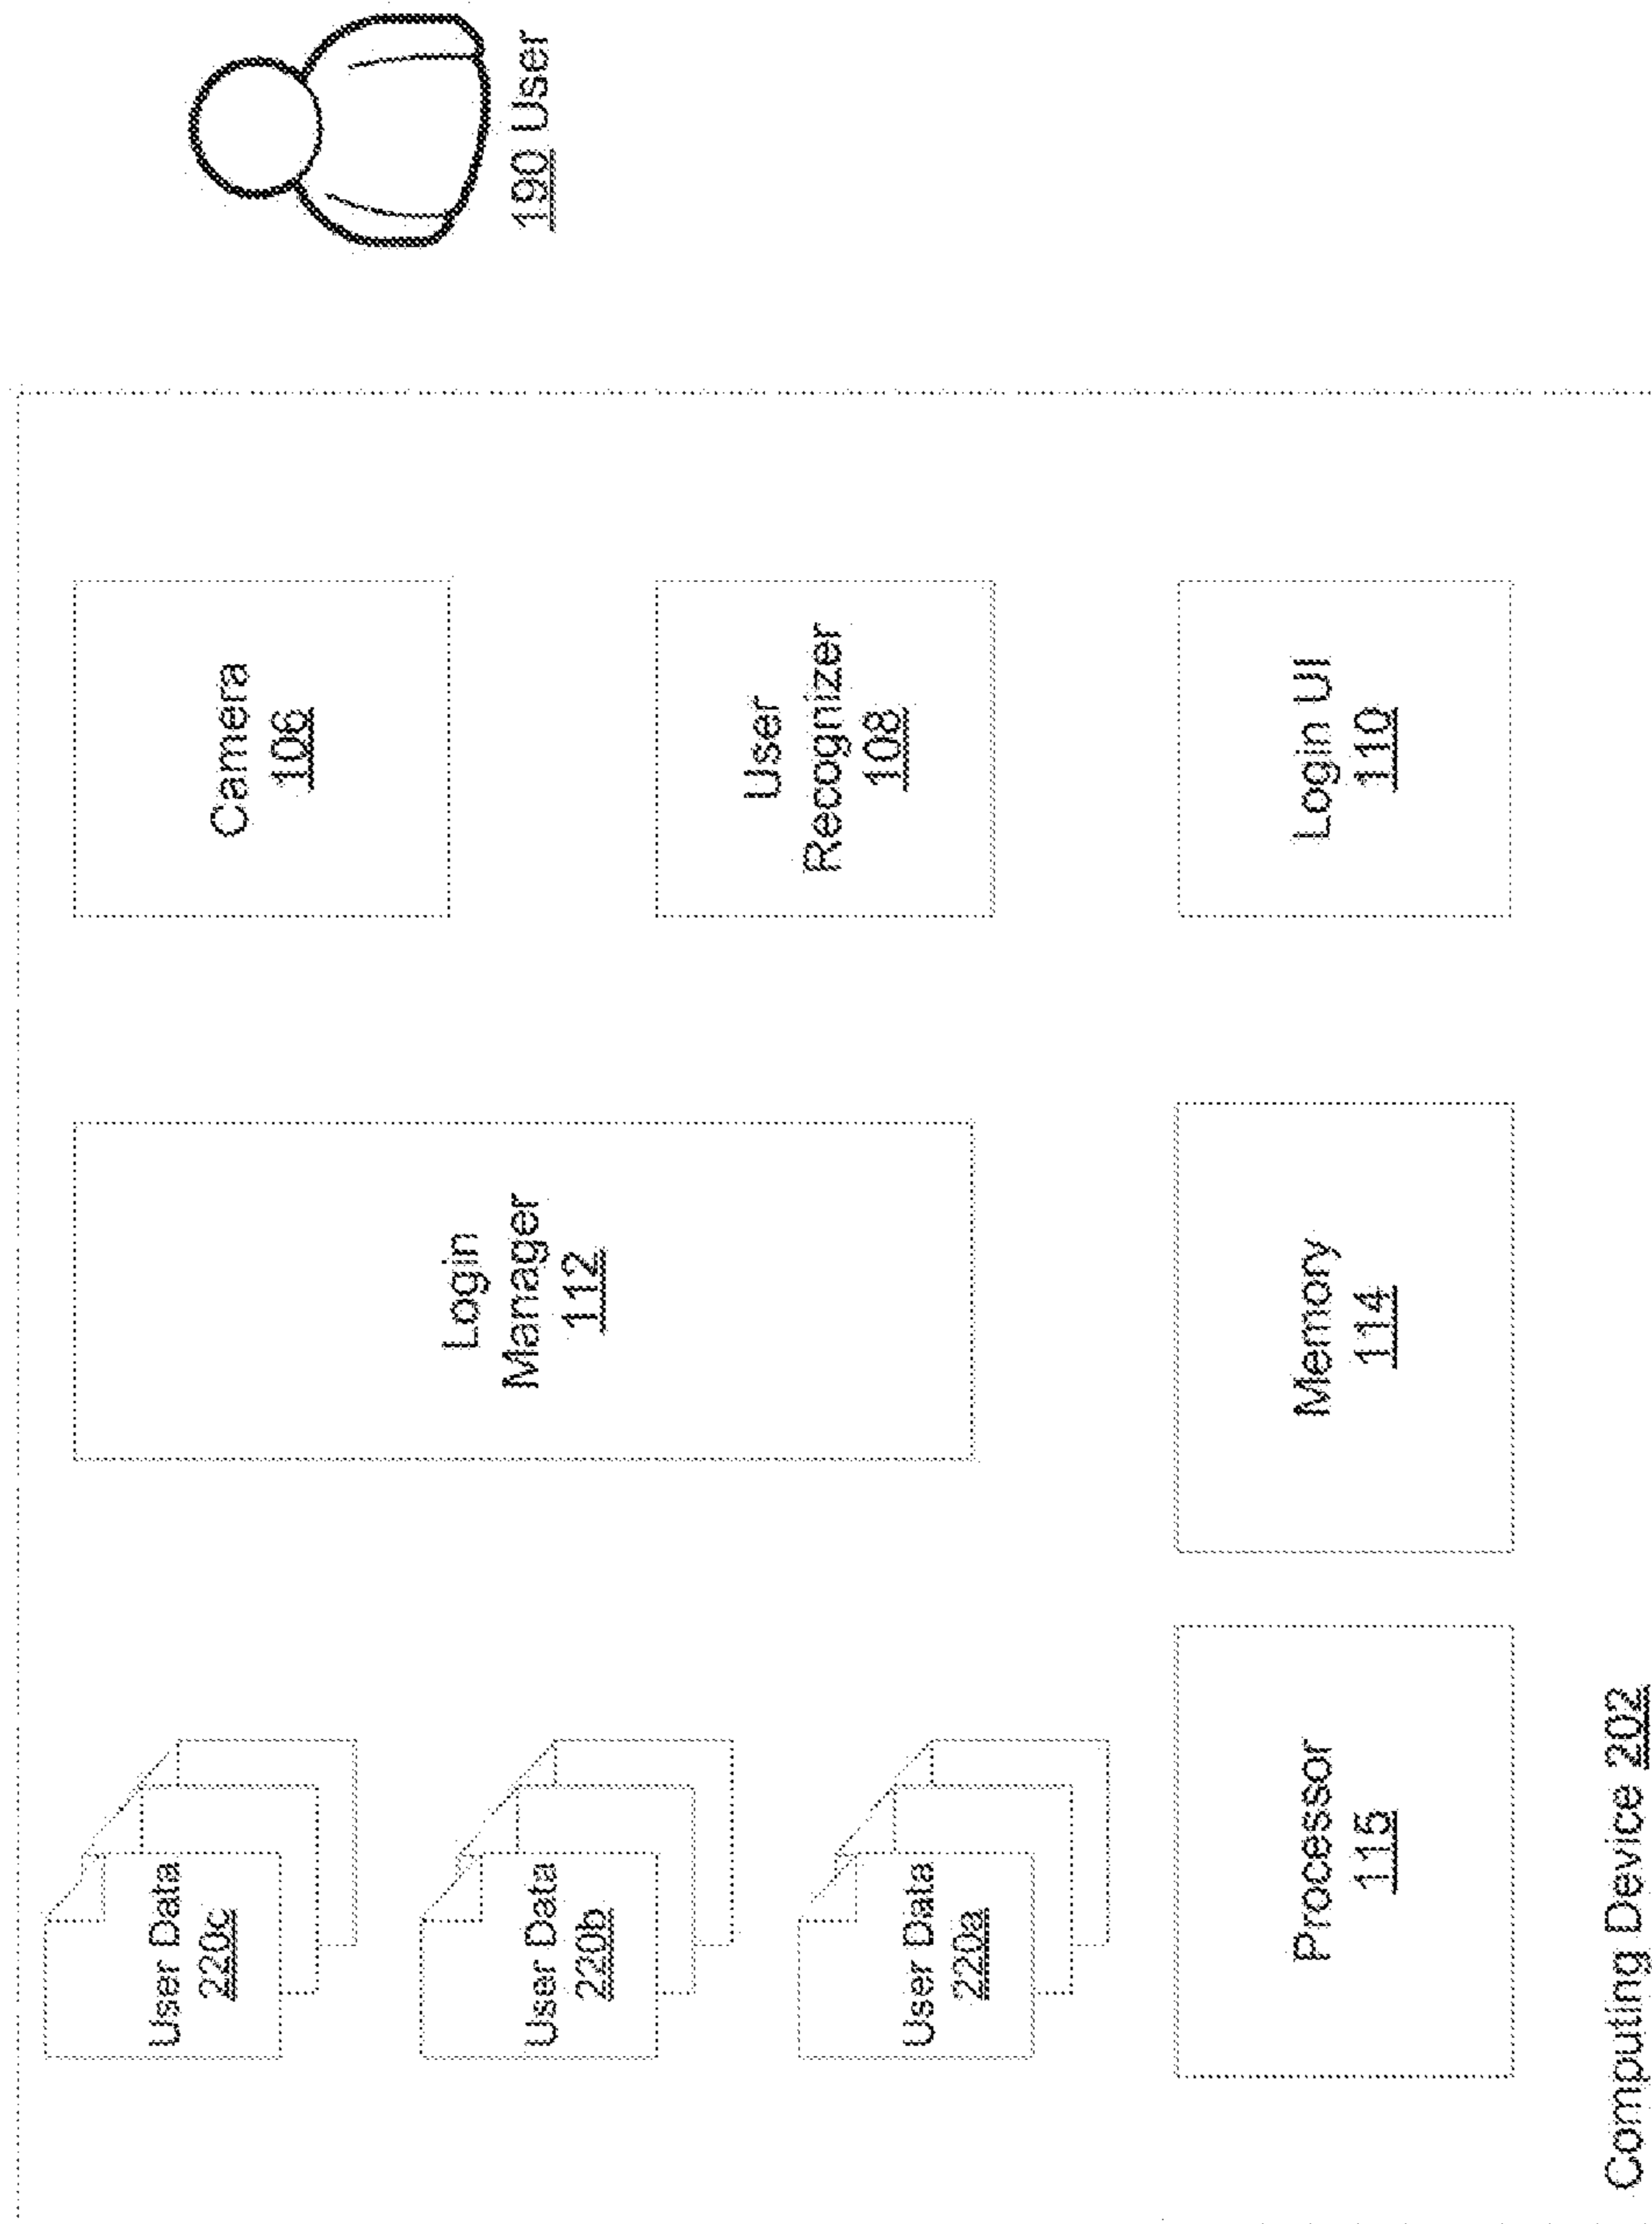 User Data
220c
Login
Manager
112
Camera
106
190 User
User Data
220b
User
Recognizer
108
User Data
220a
Processor
115
Memory
114
Login UI
110
Computing Device 202